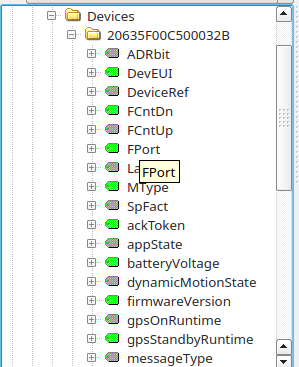 Devices
20635F00C500032B
ADRbit
DevEUI
DeviceRef
FCntDn
FCntUp
FPort
La
FPort
MType
SpFact
ackToken
appState
batteryVoltage
dynamicMotionState
firmwareVersion
gpsOnRuntime
gpsStandbyRuntime
messageType